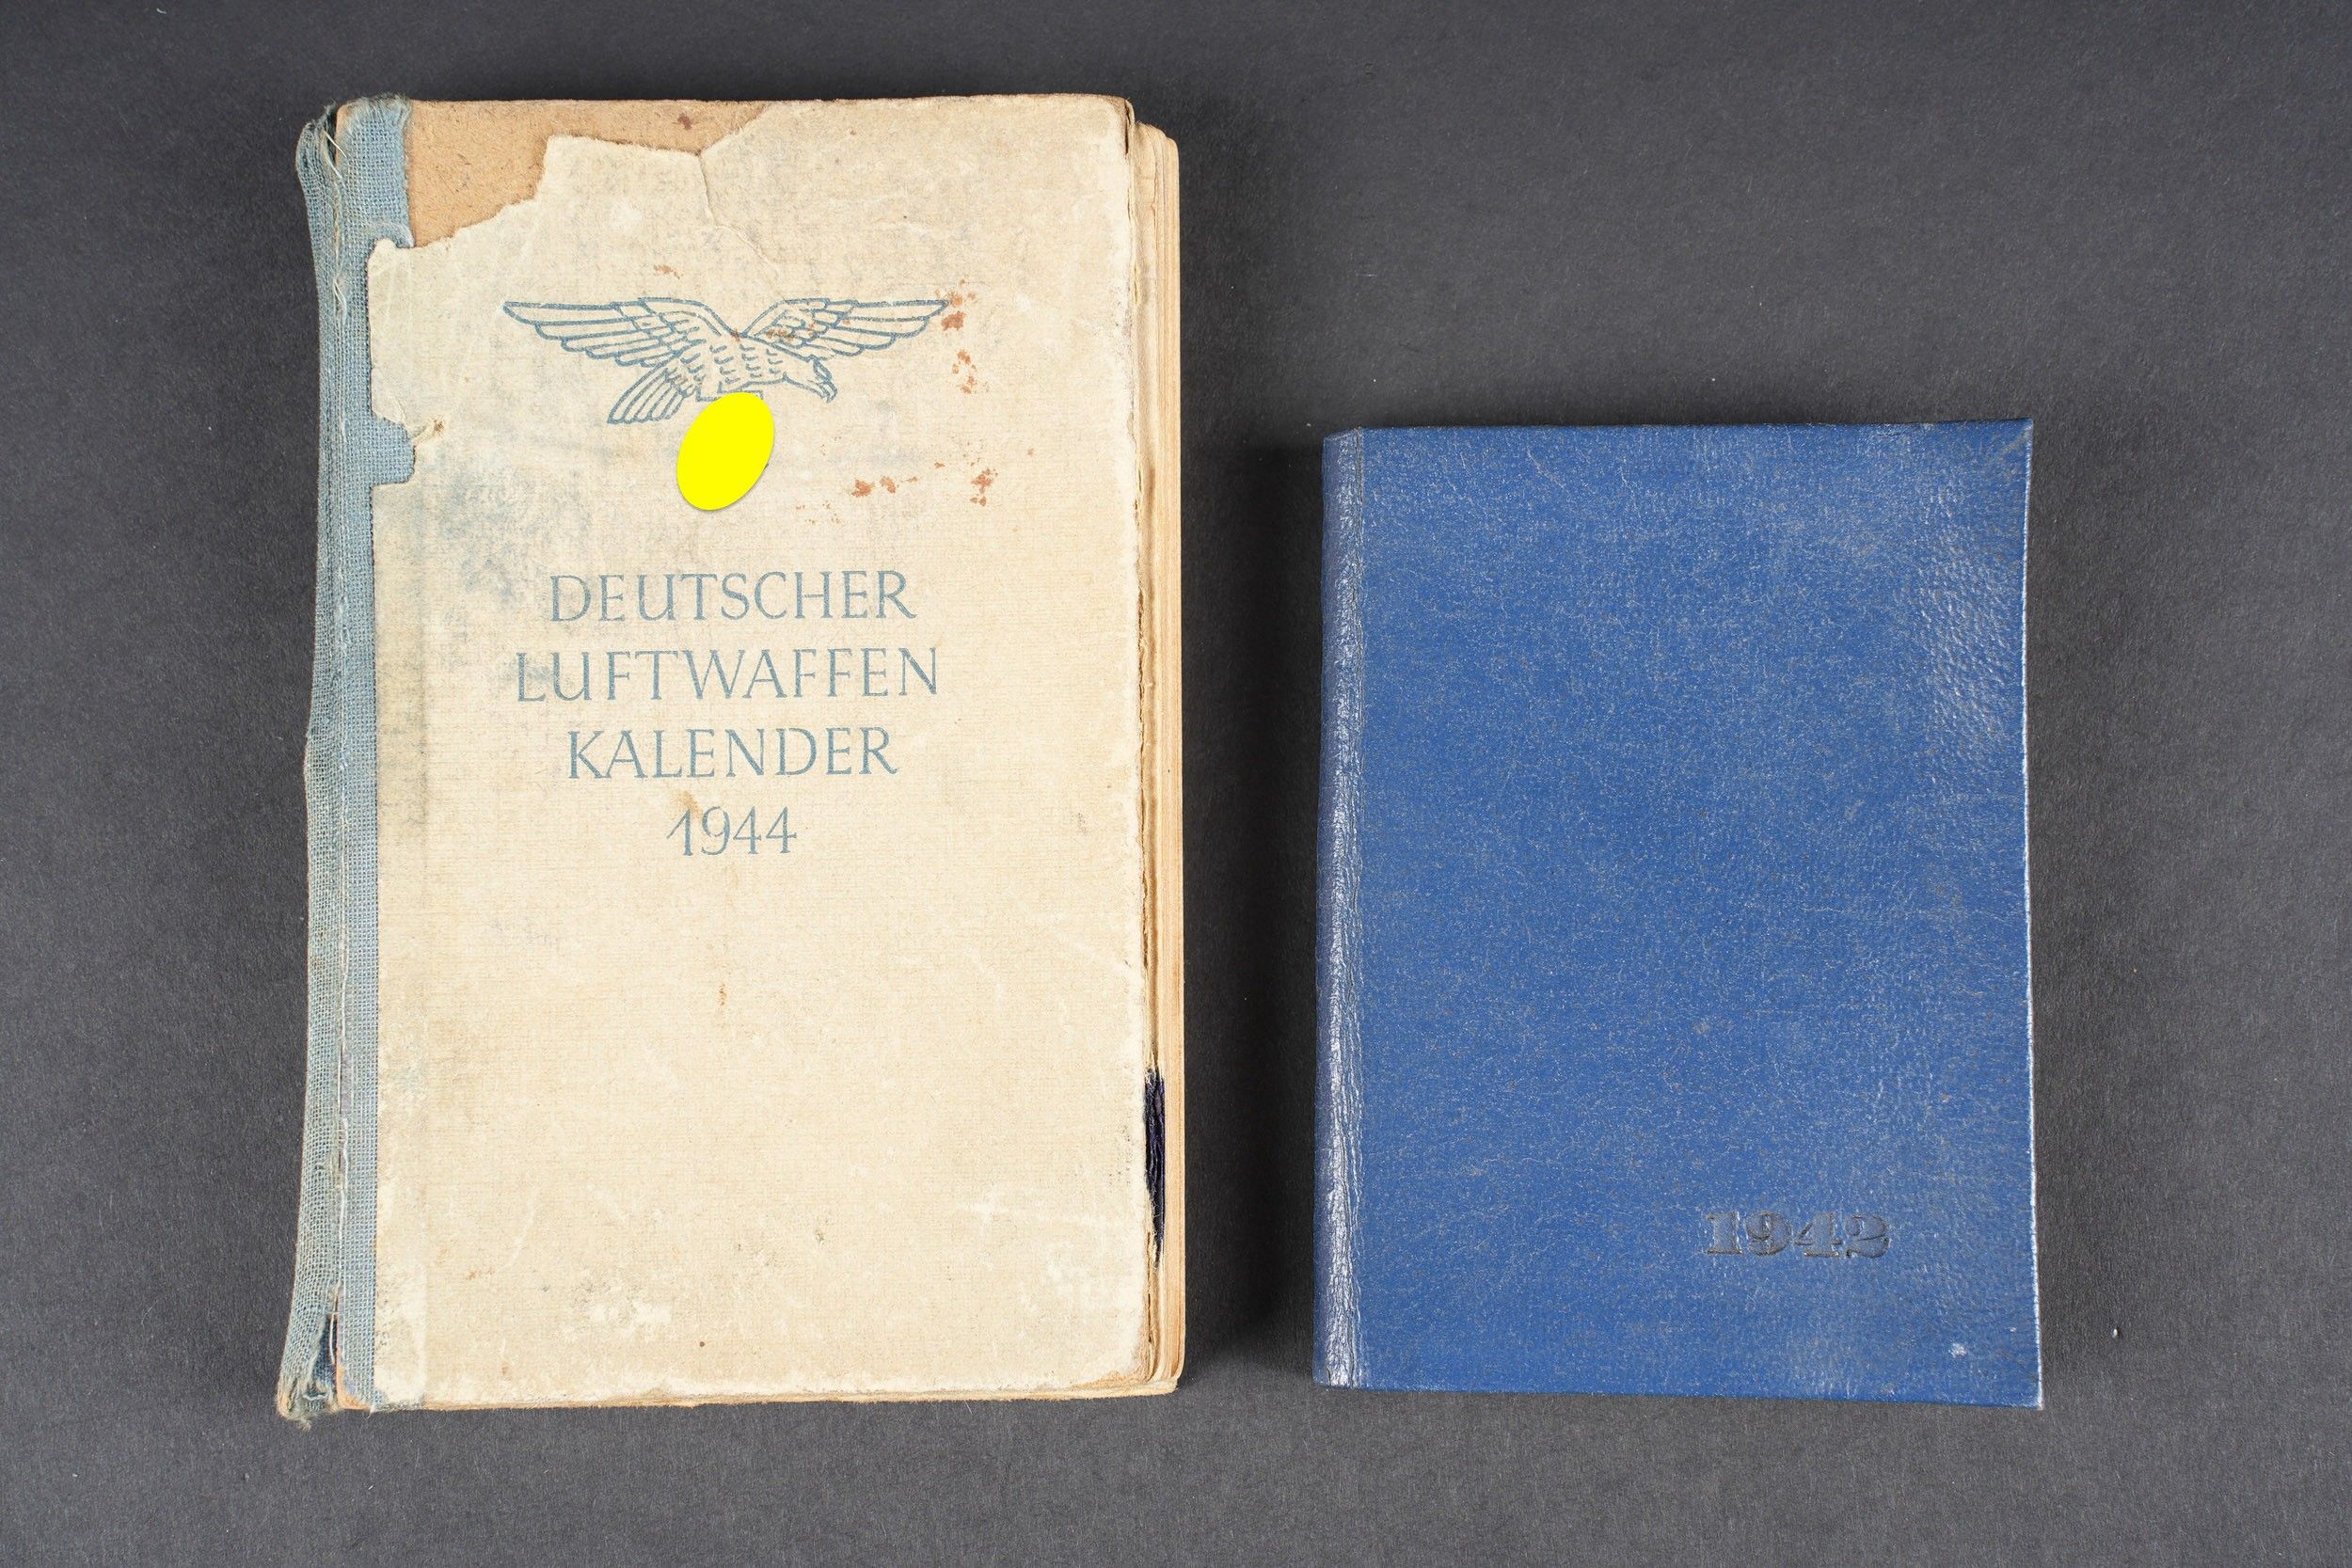 DEUTSCHER
LUFTWAFFEN
KALENDER
1944
1942